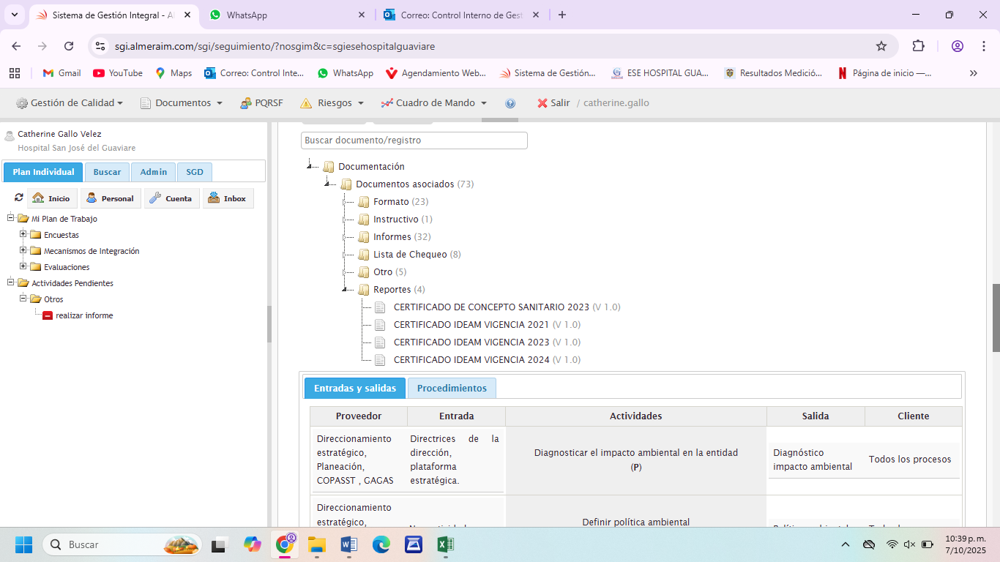 Sistema de Gestión Integral - Al
WhatsApp
Correo: Control Interno de Gest
sgi.almeraim.com/sgi/seguimiento/?nosgim&c=sgiesehospitalguaviare
Gmail
YouTube
Maps
Correo: Control Inte...
WhatsApp
Agendamiento Web...
Sistema de Gestión...
ESE HOSPITAL GUA...
Resultados Medició...
Página de inicio —...
Gestión de Calidad
Documentos
PQRSF
Riesgos
Cuadro de Mando
Salir / catherine.gallo
Catherine Gallo Velez
Hospital San José del Guaviare
Plan Individual
Buscar
Admin
SGD
Inicio
Personal
Cuenta
Inbox
Mi Plan de Trabajo
Encuestas
Mecanismos de Integración
Evaluaciones
Actividades Pendientes
Otros
realizar informe
Buscar documento/registro
Documentación
Documentos asociados (73)
Formato (23)
Instructivo (1)
Informes (32)
Lista de Chequeo (8)
Otro (5)
Reportes (4)
CERTIFICADO DE CONCEPTO SANITARIO 2023 (V 1.0)
CERTIFICADO IDEAM VIGENCIA 2021 (V 1.0)
CERTIFICADO IDEAM VIGENCIA 2023 (V 1.0)
CERTIFICADO IDEAM VIGENCIA 2024 (V 1.0)
Entradas y salidas
Procedimientos
Proveedor
Entrada
Actividades
Salida
Cliente
Direccionamiento
estratégico,
Planeación,
COPASST , GAGAS
Directrices de la
dirección,
plataforma
estratégica.
Diagnosticar el impacto ambiental en la entidad
(P)
Diagnóstico
impacto ambiental
Todos los procesos
Direccionamiento
estratégico,
Definir política ambiental
Buscar
10:39 p. m.
7/10/2025